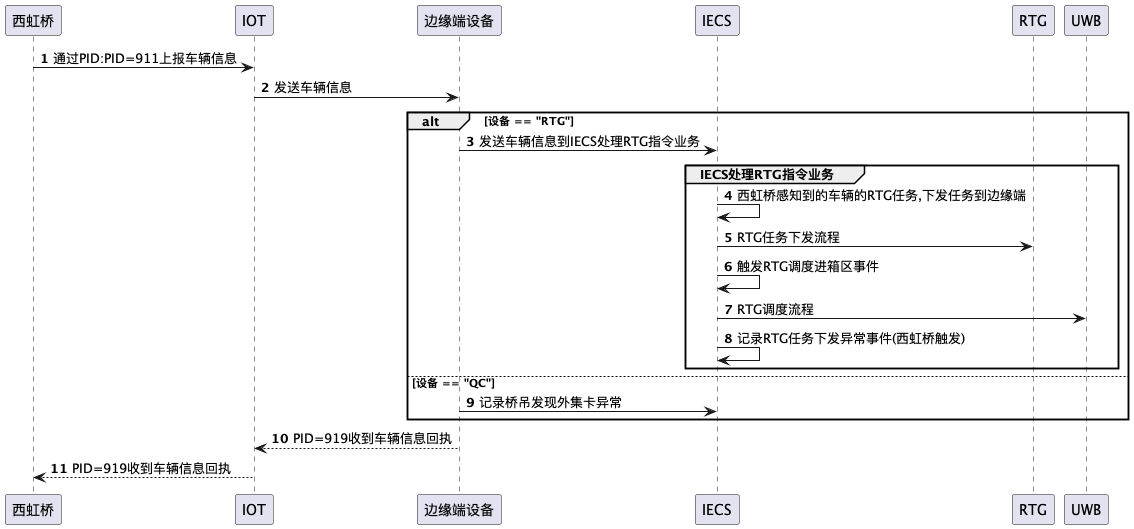 西虹桥 IOT 边缘端设备 IECS RTG UWB
1 通过PID:PID=911上报车辆信息
2 发送车辆信息
alt [设备 == "RTG"]
3 发送车辆信息到IECS处理RTG指令业务
IECS处理RTG指令业务
4 西虹桥感知到的车辆的RTG任务,下发任务到边缘端
5 RTG任务下发流程
6 触发RTG调度进箱区事件
7 RTG调度流程
8 记录RTG任务下发异常事件(西虹桥触发)
[设备 == "QC"]
9 记录桥吊发现外集卡异常
10 PID=919收到车辆信息回执
11 PID=919收到车辆信息回执
西虹桥 IOT 边缘端设备 IECS RTG UWB